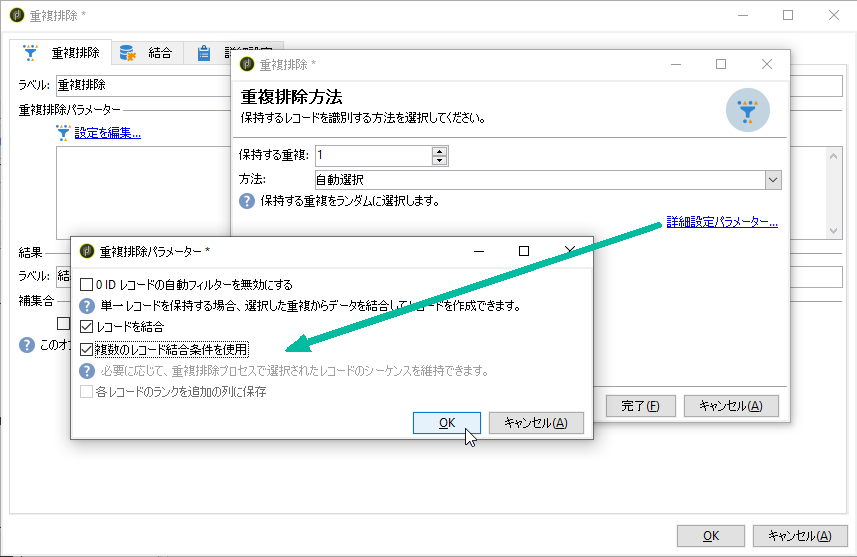 重複排除 *
重複排除
結合
ラベル:
重複排除
重複排除パラメーター
設定を編集...
結果
ラベル:
補集合
重複排除 *
重複排除方法
保持するレコードを識別する方法を選択してください。
保持する重複:
1
方法:
自動選択
保持する重複をランダムに選択します。
詳細設定パラメーター...
完了(F)
キャンセル(A)
重複排除パラメーター *
0 ID レコードの自動フィルターを無効にする
単一レコードを保持する場合、選択した重複からデータを結合してレコードを作成できます。
レコードを結合
複数のレコード結合条件を使用
必要に応じて、重複排除プロセスで選択されたレコードのシーケンスを維持できます。
各レコードのランクを追加の列に保存
OK
キャンセル(A)
OK
キャンセル(A)